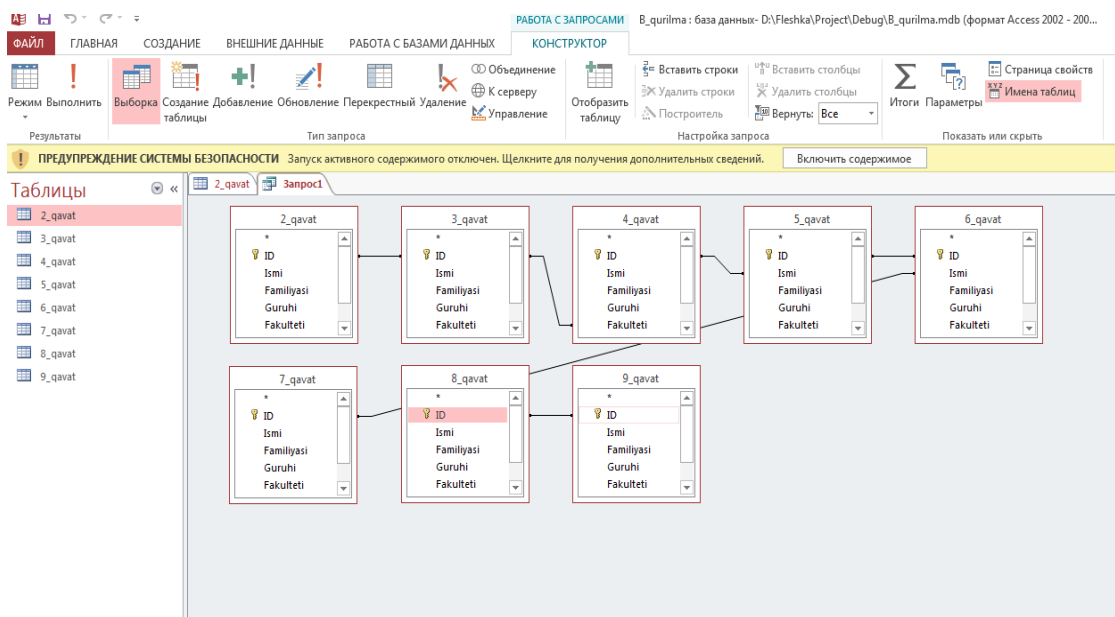 РАБОТА С ЗАПРОСАМИ B_qurilma : база данных- D:\Fleshka\Project\Debug\B_qurilma.mdb (формат Access 2002 - 200...
ФАЙЛ ГЛАВНАЯ СОЗДАНИЕ ВНЕШНИЕ ДАННЫЕ РАБОТА С БАЗАМИ ДАННЫХ КОНСТРУКТОР
Режим Выполнить
Выборка Создание таблицы Добавление Обновление Перекрестный Удаление
Объединение
К серверу
Управление
Отобразить таблицу
Вставить строки
Удалить строки
Построитель
Вставить столбцы
Удалить столбцы
Вернуть: Все
Итоги Параметры
Страница свойств
XYZ Имена таблиц
Результаты Тип запроса Настройка запроса Показать или скрыть
ПРЕДУПРЕЖДЕНИЕ СИСТЕМЫ БЕЗОПАСНОСТИ Запуск активного содержимого отключен. Щелкните для получения дополнительных сведений. Включить содержимое
Таблицы «
2_qavat
3_qavat
4_qavat
5_qavat
6_qavat
7_qavat
8_qavat
9_qavat
2_qavat Запрос1
2_qavat
*
ID
Ismi
Familiyasi
Guruhi
Fakulteti
3_qavat
*
ID
Ismi
Familiyasi
Guruhi
Fakulteti
4_qavat
*
ID
Ismi
Familiyasi
Guruhi
Fakulteti
5_qavat
*
ID
Ismi
Familiyasi
Guruhi
Fakulteti
6_qavat
*
ID
Ismi
Familiyasi
Guruhi
Fakulteti
7_qavat
*
ID
Ismi
Familiyasi
Guruhi
Fakulteti
8_qavat
*
ID
Ismi
Familiyasi
Guruhi
Fakulteti
9_qavat
*
ID
Ismi
Familiyasi
Guruhi
Fakulteti